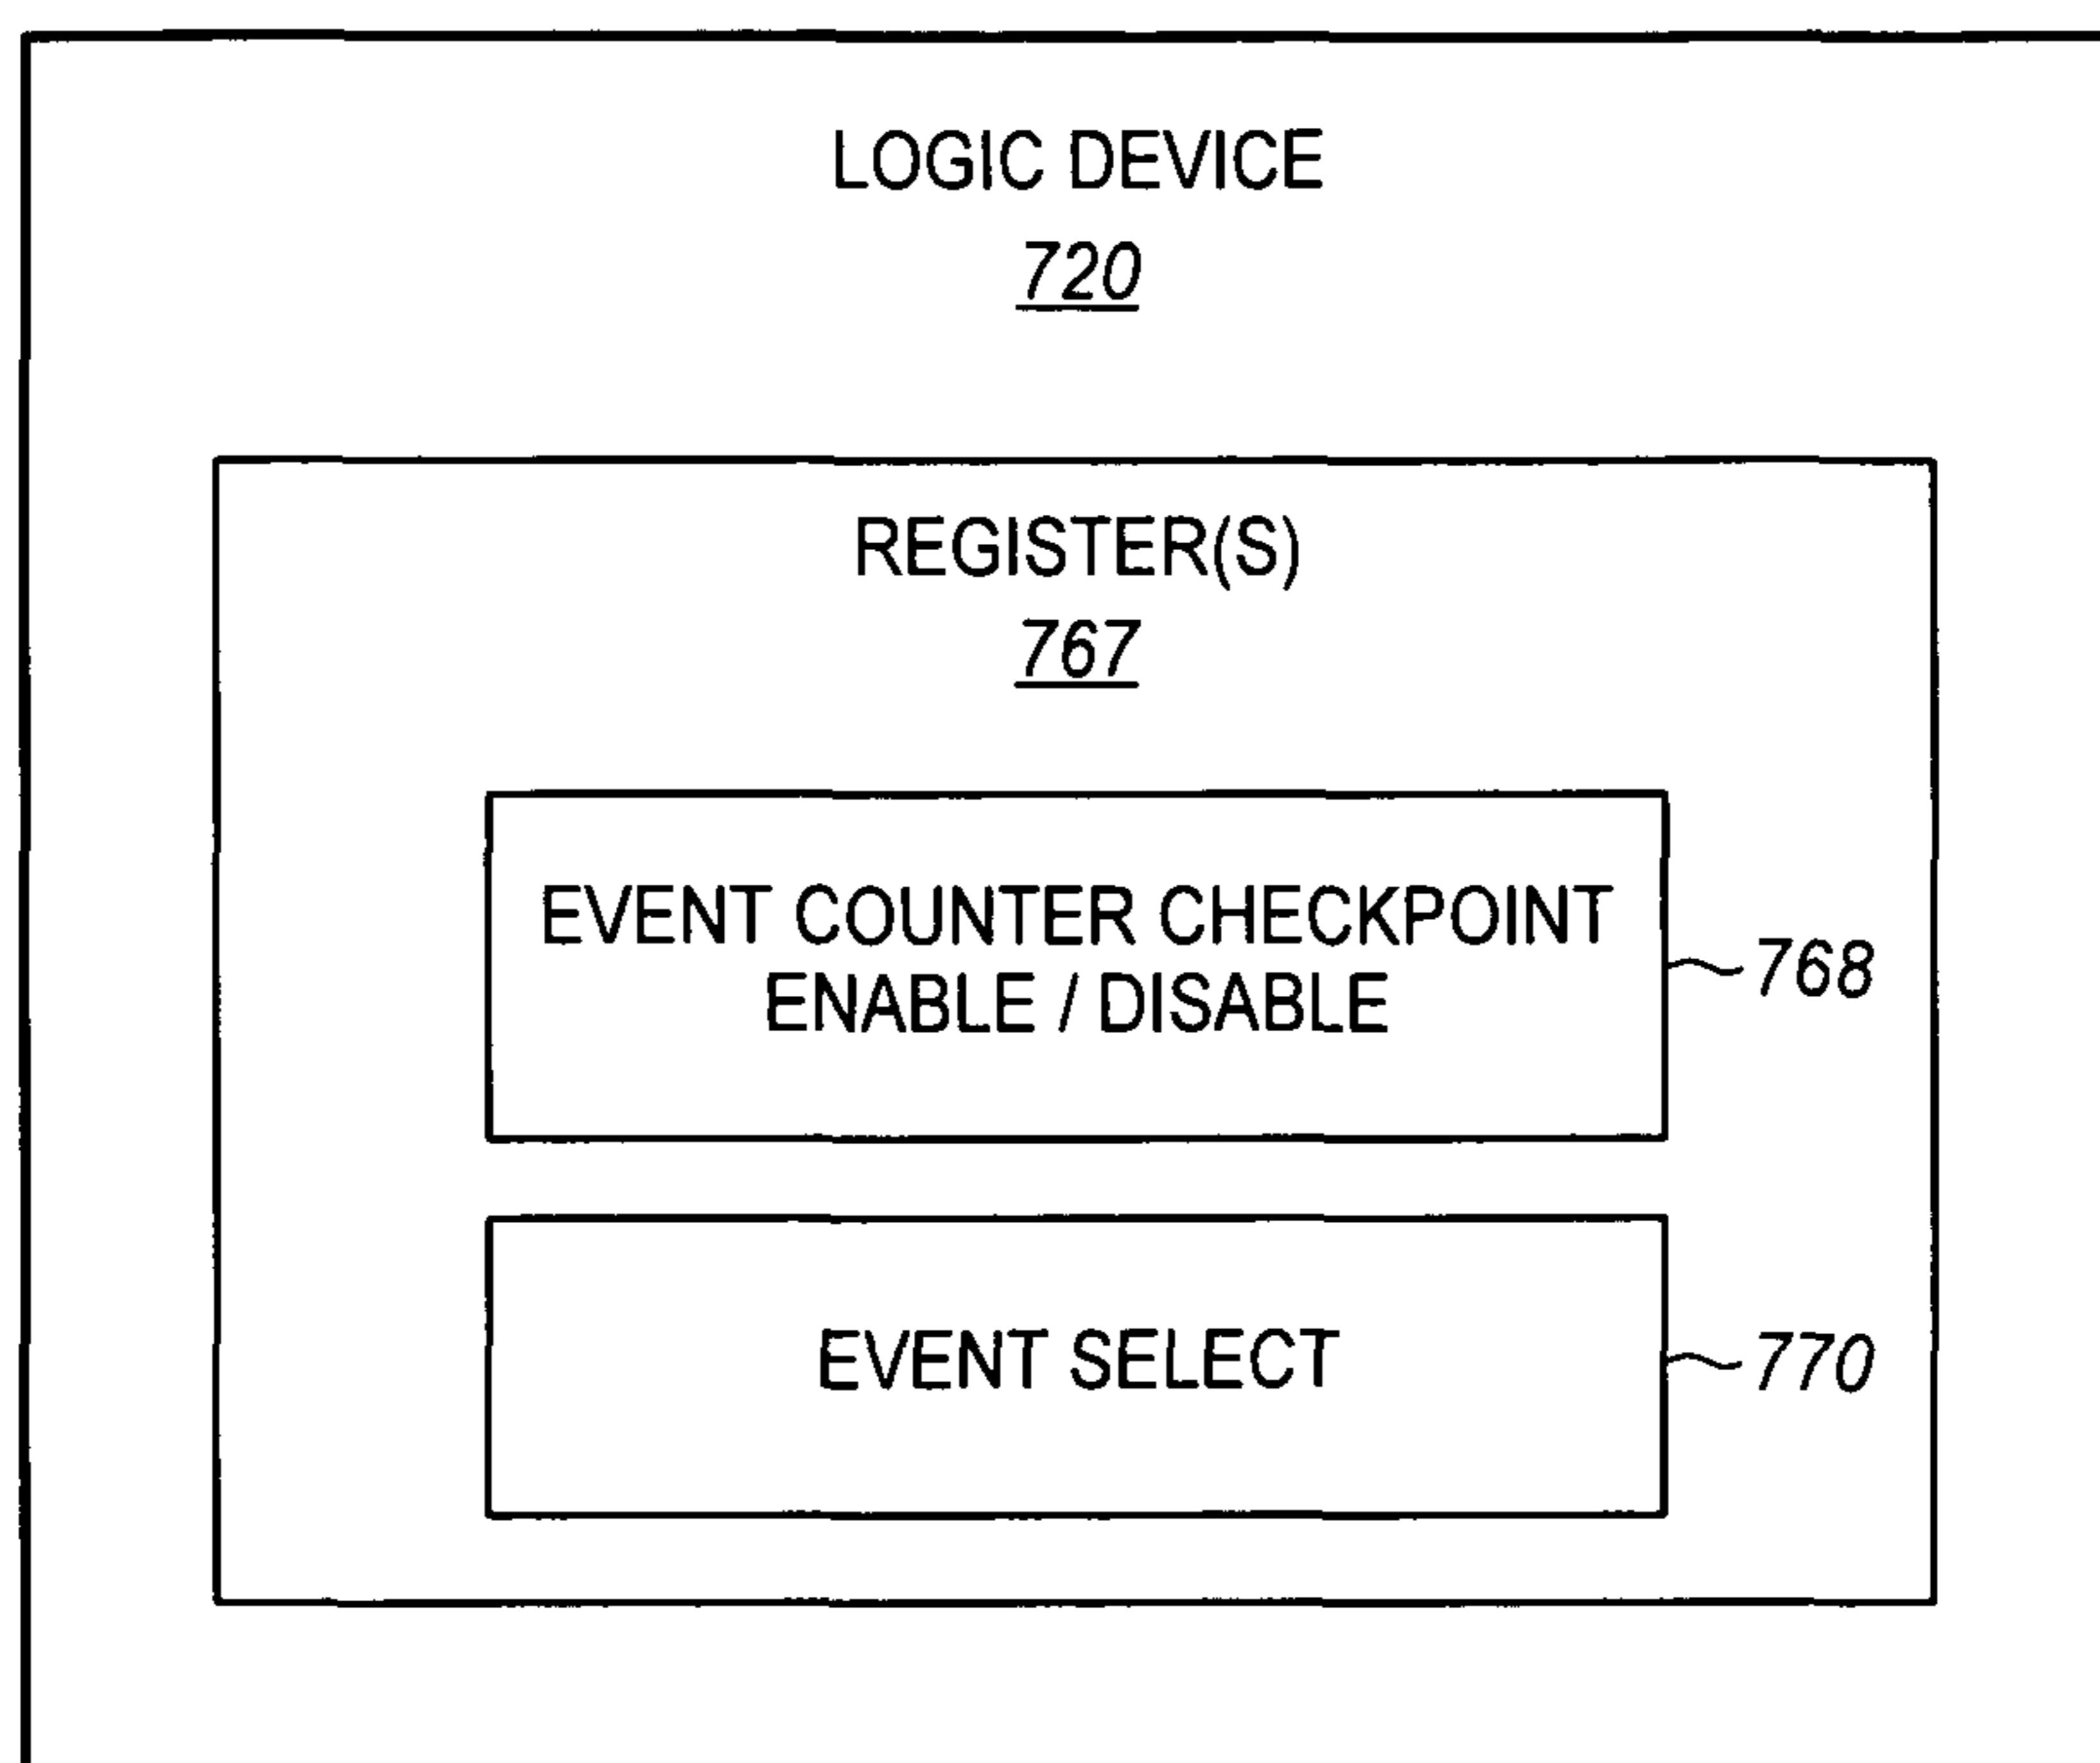 LOGIC DEVICE
720
REGISTER(S)
767
EVENT COUNTER CHECKPOINT
ENABLE / DISABLE
768
EVENT SELECT
770